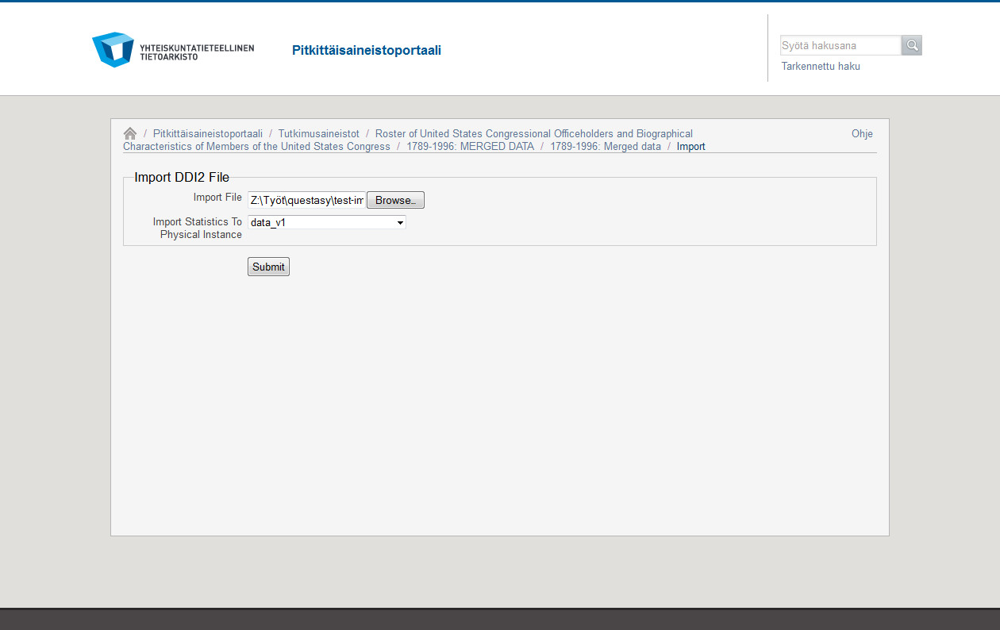 YHTEISKUNTATIETEELLINEN
TIETOARKISTO
Pitkittäisaineistoportaali
Syötä hakusana
Tarkennettu haku
/ Pitkittäisaineistoportaali / Tutkimusaineistot / Roster of United States Congressional Officeholders and Biographical
Characteristics of Members of the United States Congress / 1789-1996: MERGED DATA / 1789-1996: Merged data / Import
Ohje
Import DDI2 File
Import File Z:\Työt\questasy\test-im Browse...
Import Statistics To
Physical Instance
data_v1
Submit